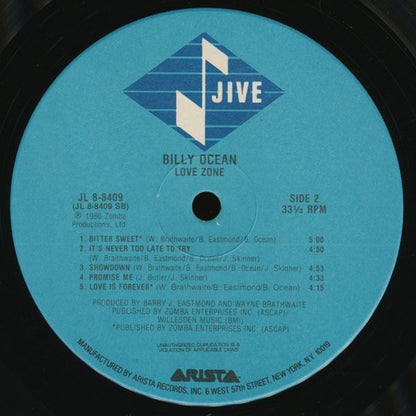 JIVE
BILLY OCEAN
LOVE ZONE
JL 8-8409
(JL 8-8409 SB)
℗ 1986 Zomba
Productions, Ltd
SIDE 2
33⅓ RPM
1. BITTER SWEET* (W. Brathwaite/B. Eastmond/B. Ocean) 5:00
2. IT'S NEVER TOO LATE TO TRY 4:50
(W. Brathwaite/B. Eastmond/B. Ocean/J. Skinner)
3. SHOWDOWN (W. Brathwaite/B. Eastmond/B. Ocean/J. Skinner) 4:53
4. PROMISE ME (J. Butler/J. Skinner) 4:33
5. LOVE IS FOREVER* (W. Brathwaite/B. Eastmond/B. Ocean) 4:15
PRODUCED BY BARRY J. EASTMOND AND WAYNE BRATHWAITE
PUBLISHED BY ZOMBA ENTERPRISES INC. (ASCAP)/
WILLESDEN MUSIC (BMI)
*PUBLISHED BY ZOMBA ENTERPRISES INC. (ASCAP)
UNAUTHORIZED DUPLICATION IS A
VIOLATION OF APPLICABLE LAWS
ARISTA
MANUFACTURED BY ARISTA RECORDS, INC. 6 WEST 57th STREET, NEW YORK, N.Y. 10019